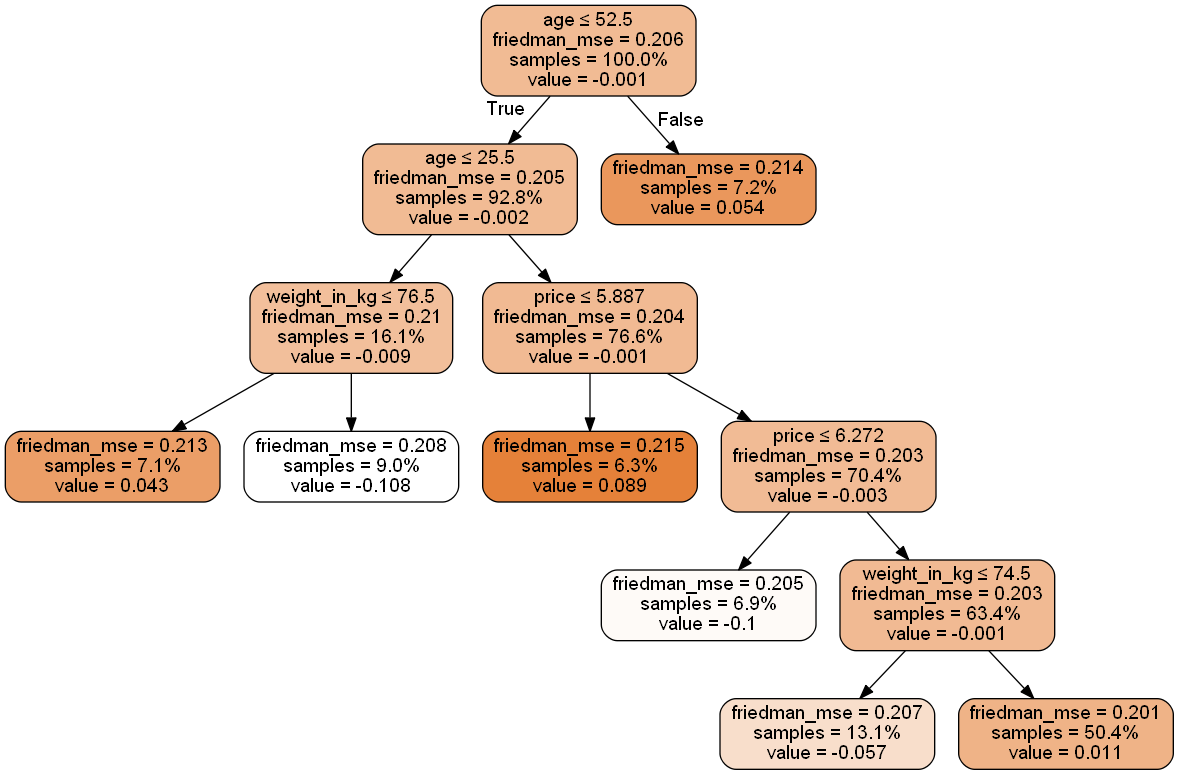 age ≤ 52.5
friedman_mse = 0.206
samples = 100.0%
value = -0.001
True
False
age ≤ 25.5
friedman_mse = 0.205
samples = 92.8%
value = -0.002
friedman_mse = 0.214
samples = 7.2%
value = 0.054
weight_in_kg ≤ 76.5
friedman_mse = 0.21
samples = 16.1%
value = -0.009
price ≤ 5.887
friedman_mse = 0.204
samples = 76.6%
value = -0.001
friedman_mse = 0.213
samples = 7.1%
value = 0.043
friedman_mse = 0.208
samples = 9.0%
value = -0.108
friedman_mse = 0.215
samples = 6.3%
value = 0.089
price ≤ 6.272
friedman_mse = 0.203
samples = 70.4%
value = -0.003
friedman_mse = 0.205
samples = 6.9%
value = -0.1
weight_in_kg ≤ 74.5
friedman_mse = 0.203
samples = 63.4%
value = -0.001
friedman_mse = 0.207
samples = 13.1%
value = -0.057
friedman_mse = 0.201
samples = 50.4%
value = 0.011